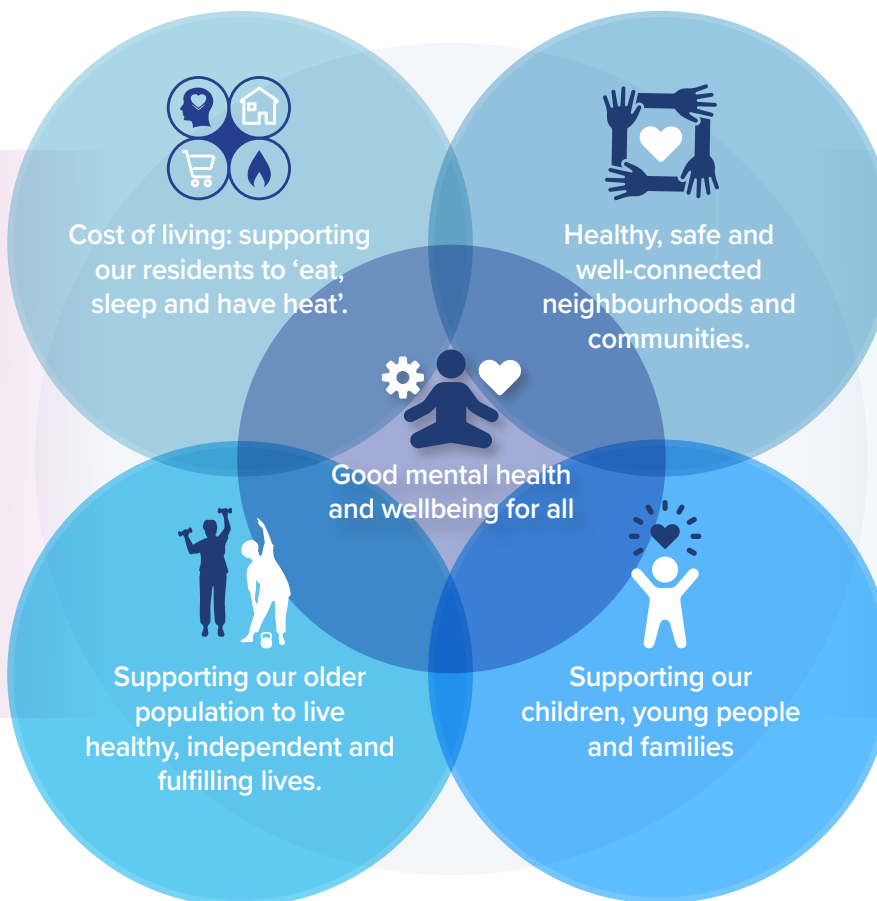 Cost of living: supporting
our residents to ‘eat,
sleep and have heat’.
Healthy, safe and
well-connected
neighbourhoods and
communities.
Good mental health
and wellbeing for all
Supporting our older
population to live
healthy, independent and
fulfilling lives.
Supporting our
children, young people
and families